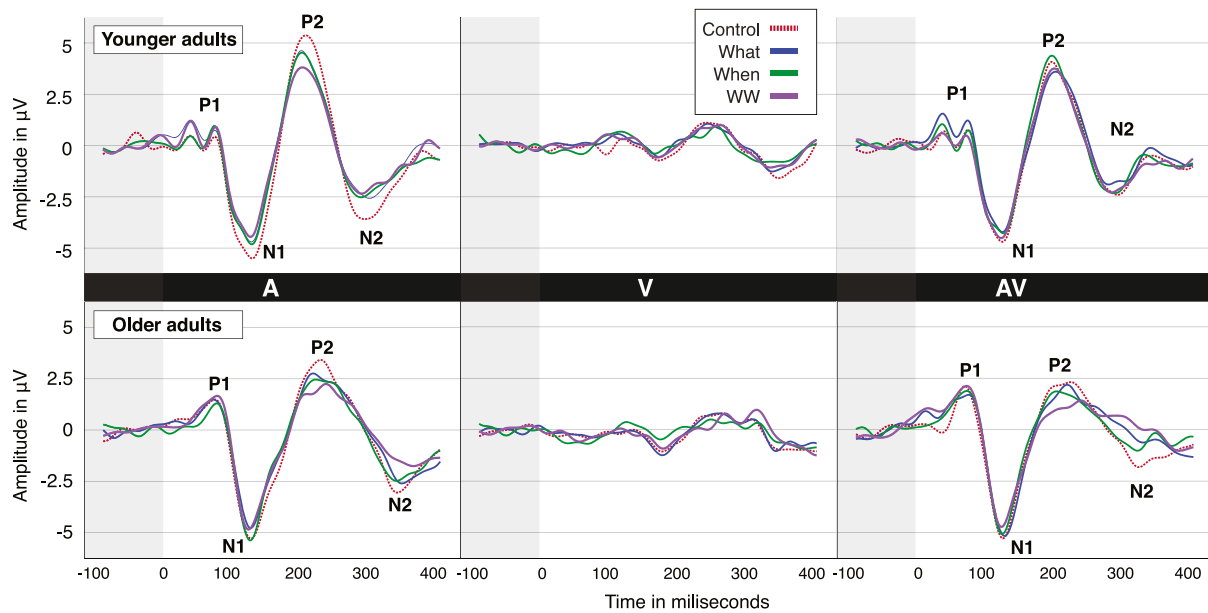 Younger adults
Amplitude in µV
5
2.5
0
-2.5
-5
P1
N1
P2
N2
Control
What
When
WW
P1
N1
P2
N2
A
V
AV
Older adults
Amplitude in µV
5
2.5
0
-2.5
-5
P1
N1
P2
N2
P1
N1
P2
N2
-100 0 100 200 300 400
-100 0 100 200 300 400
-100 0 100 200 300 400
Time in miliseconds